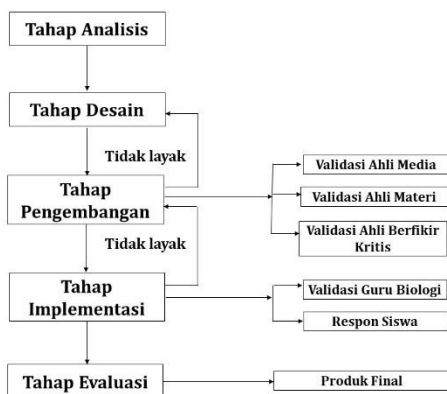 Tahap Analisis
Tahap Desain
Tidak layak
Tahap
Pengembangan
Validasi Ahli Media
Validasi Ahli Materi
Validasi Ahli Berfikir
Kritis
Tidak layak
Tahap
Implementasi
Validasi Guru Biologi
Respon Siswa
Tahap Evaluasi
Produk Final